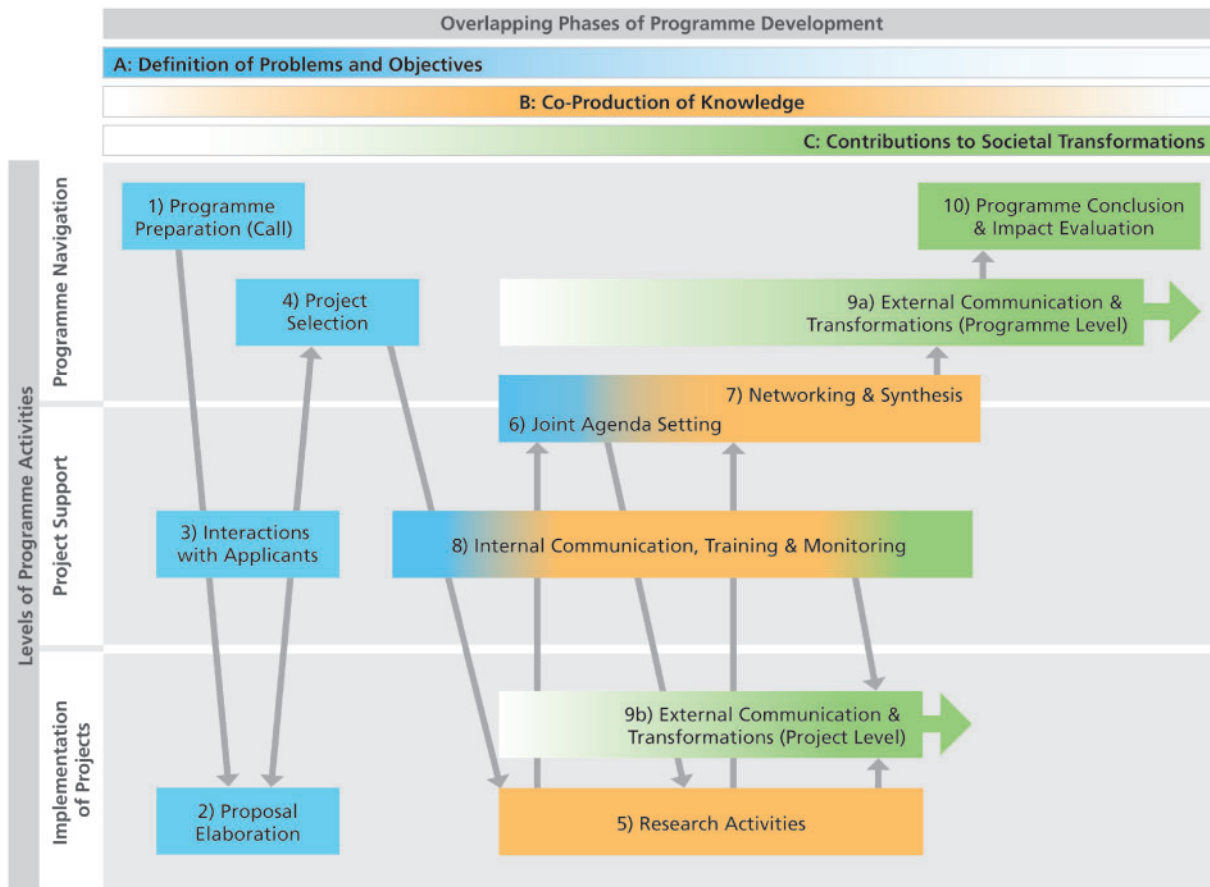 Overlapping Phases of Programme Development
A: Definition of Problems and Objectives
B: Co-Production of Knowledge
C: Contributions to Societal Transformations
Levels of Programme Activities
Programme Navigation
1) Programme
Preparation (Call)
10) Programme Conclusion
& Impact Evaluation
4) Project
Selection
9a) External Communication &
Transformations (Programme Level)
7) Networking & Synthesis
6) Joint Agenda Setting
Project Support
3) Interactions
with Applicants
8) Internal Communication, Training & Monitoring
Implementation
of Projects
9b) External Communication &
Transformations (Project Level)
2) Proposal
Elaboration
5) Research Activities